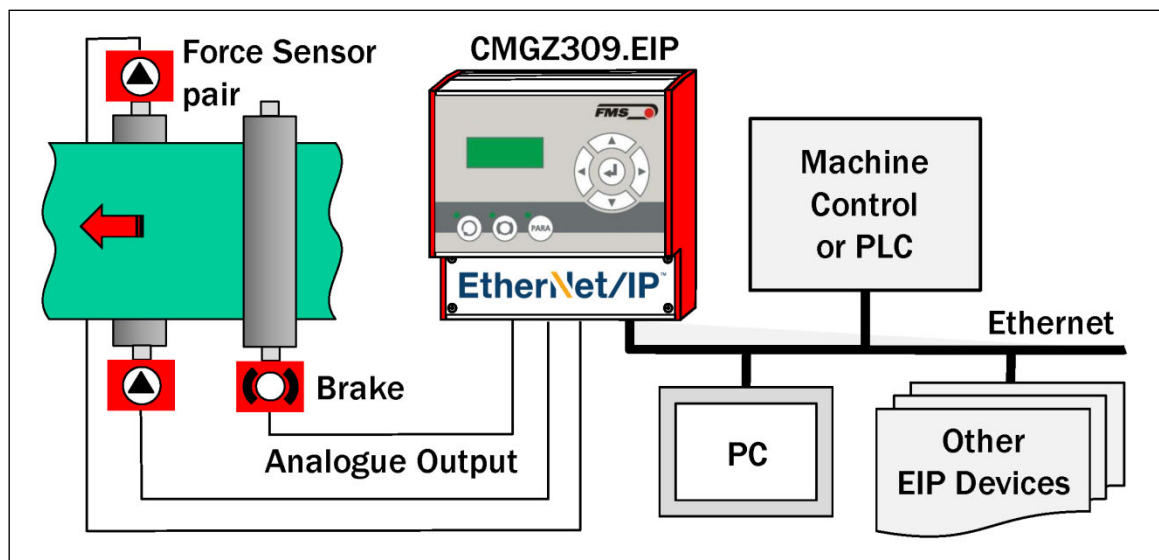 Force Sensor
pair
CMGZ309.EIP
FMS
PARA
EtherNet/IP™
Machine
Control
or PLC
Ethernet
Brake
Analogue Output
PC
Other
EIP Devices